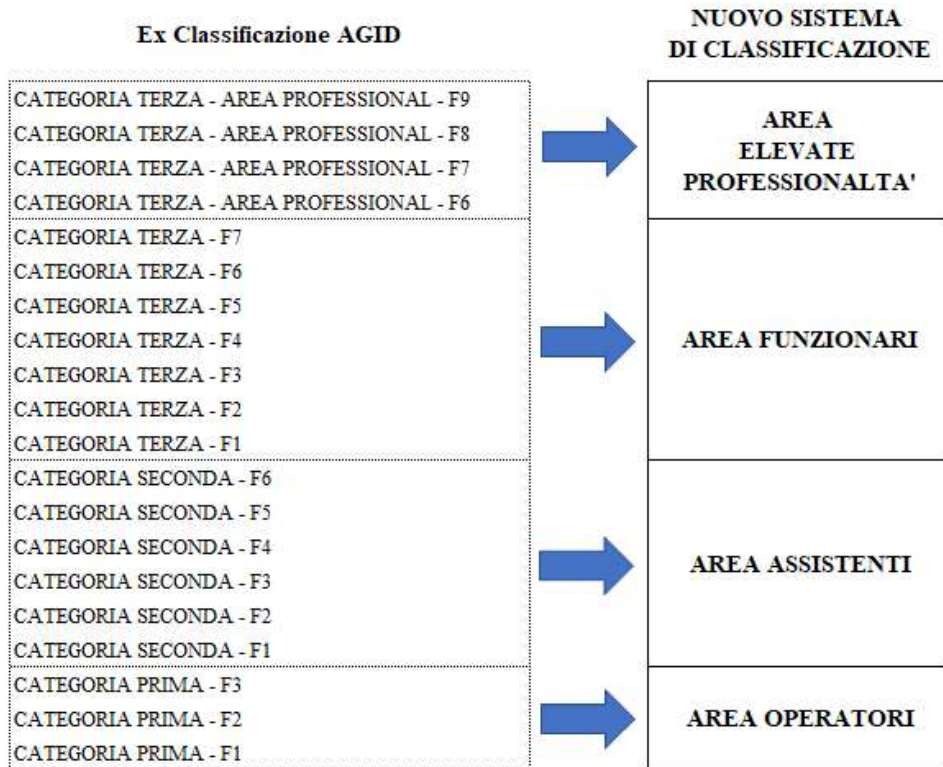 Ex Classificazione AGID
NUOVO SISTEMA
DI CLASSIFICAZIONE
CATEGORIA TERZA - AREA PROFESSIONAL - F9
CATEGORIA TERZA - AREA PROFESSIONAL - F8
CATEGORIA TERZA - AREA PROFESSIONAL - F7
CATEGORIA TERZA - AREA PROFESSIONAL - F6
AREA
ELEVATE
PROFESSIONALTA'
CATEGORIA TERZA - F7
CATEGORIA TERZA - F6
CATEGORIA TERZA - F5
CATEGORIA TERZA - F4
CATEGORIA TERZA - F3
CATEGORIA TERZA - F2
CATEGORIA TERZA - F1
AREA FUNZIONARI
CATEGORIA SECONDA - F6
CATEGORIA SECONDA - F5
CATEGORIA SECONDA - F4
CATEGORIA SECONDA - F3
CATEGORIA SECONDA - F2
CATEGORIA SECONDA - F1
AREA ASSISTENTI
CATEGORIA PRIMA - F3
CATEGORIA PRIMA - F2
CATEGORIA PRIMA - F1
AREA OPERATORI